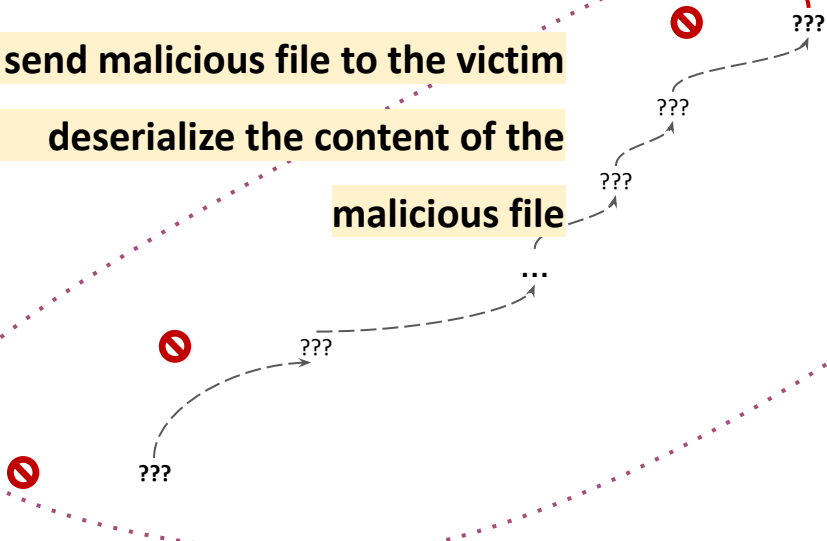 ???
send malicious file to the victim
???
deserialize the content of the
???
malicious file
...
???
???